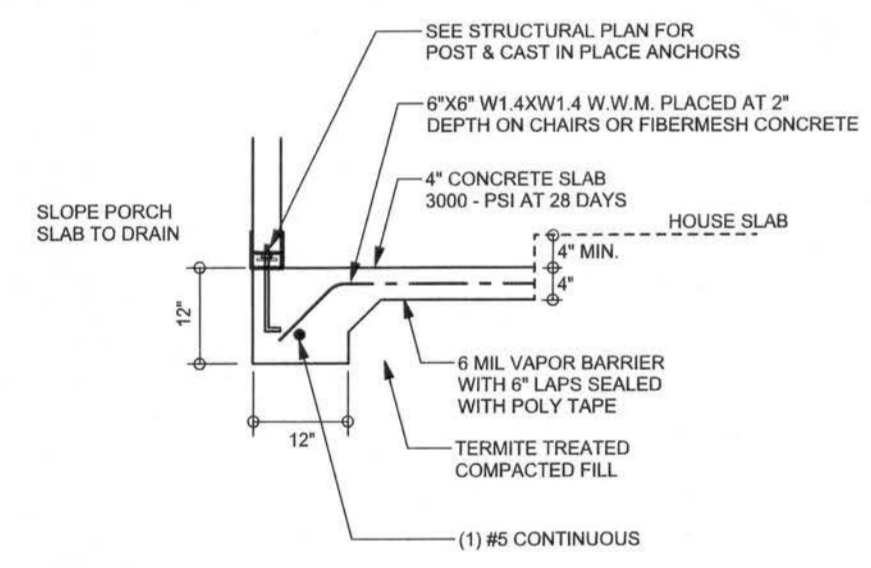 SEE STRUCTURAL PLAN FOR
POST & CAST IN PLACE ANCHORS
6"X6" W1.4XW1.4 W.W.M. PLACED AT 2"
DEPTH ON CHAIRS OR FIBERMESH CONCRETE
4" CONCRETE SLAB
3000 - PSI AT 28 DAYS
SLOPE PORCH
SLAB TO DRAIN
HOUSE SLAB
4" MIN.
4"
12"
6 MIL VAPOR BARRIER
WITH 6" LAPS SEALED
WITH POLY TAPE
12"
TERMITE TREATED
COMPACTED FILL
(1) #5 CONTINUOUS